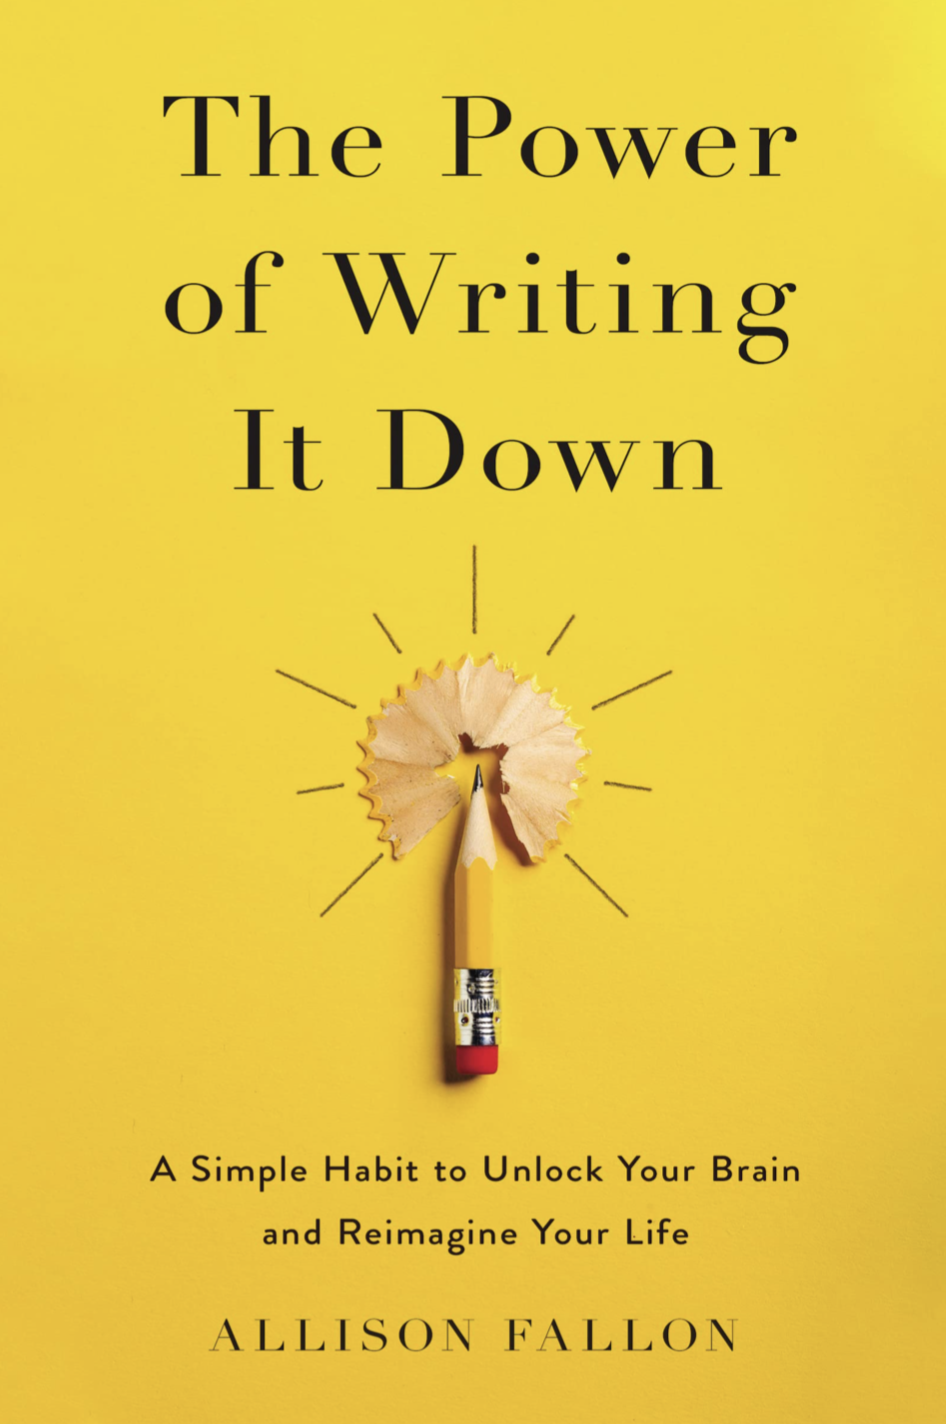 The Power
of Writing
It Down
A Simple Habit to Unlock Your Brain
and Reimagine Your Life
ALLISON FALLON